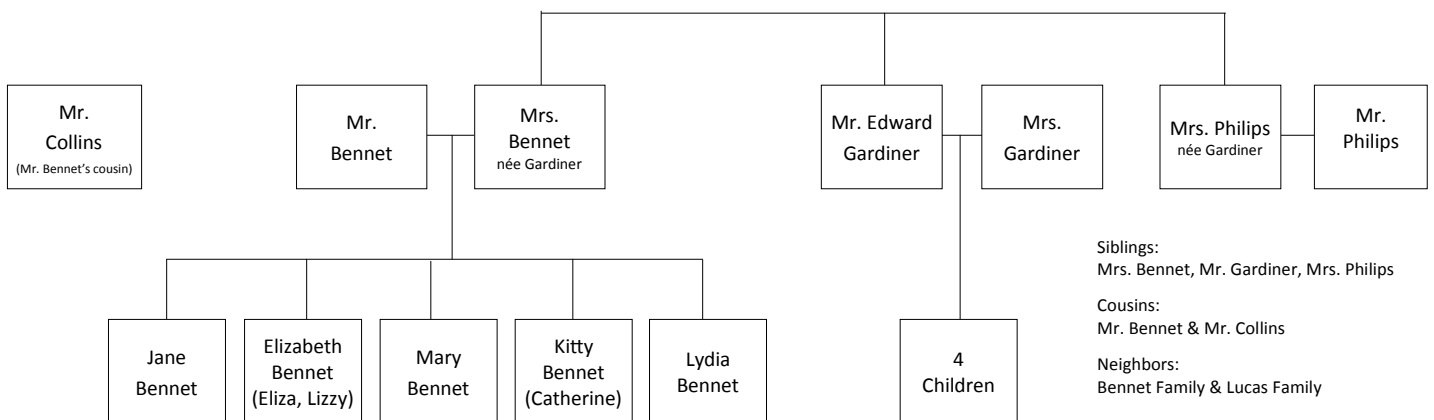 Mr.
Collins
(Mr. Bennet's cousin)
Mr.
Bennet
Mrs.
Bennet
née Gardiner
Mr. Edward
Gardiner
Mrs.
Gardiner
Mrs. Philips
née Gardiner
Mr.
Philips
Jane
Bennet
Elizabeth
Bennet
(Eliza, Lizzy)
Mary
Bennet
Kitty
Bennet
(Catherine)
Lydia
Bennet
4
Children
Siblings:
Mrs. Bennet, Mr. Gardiner, Mrs. Philips
Cousins:
Mr. Bennet & Mr. Collins
Neighbors:
Bennet Family & Lucas Family